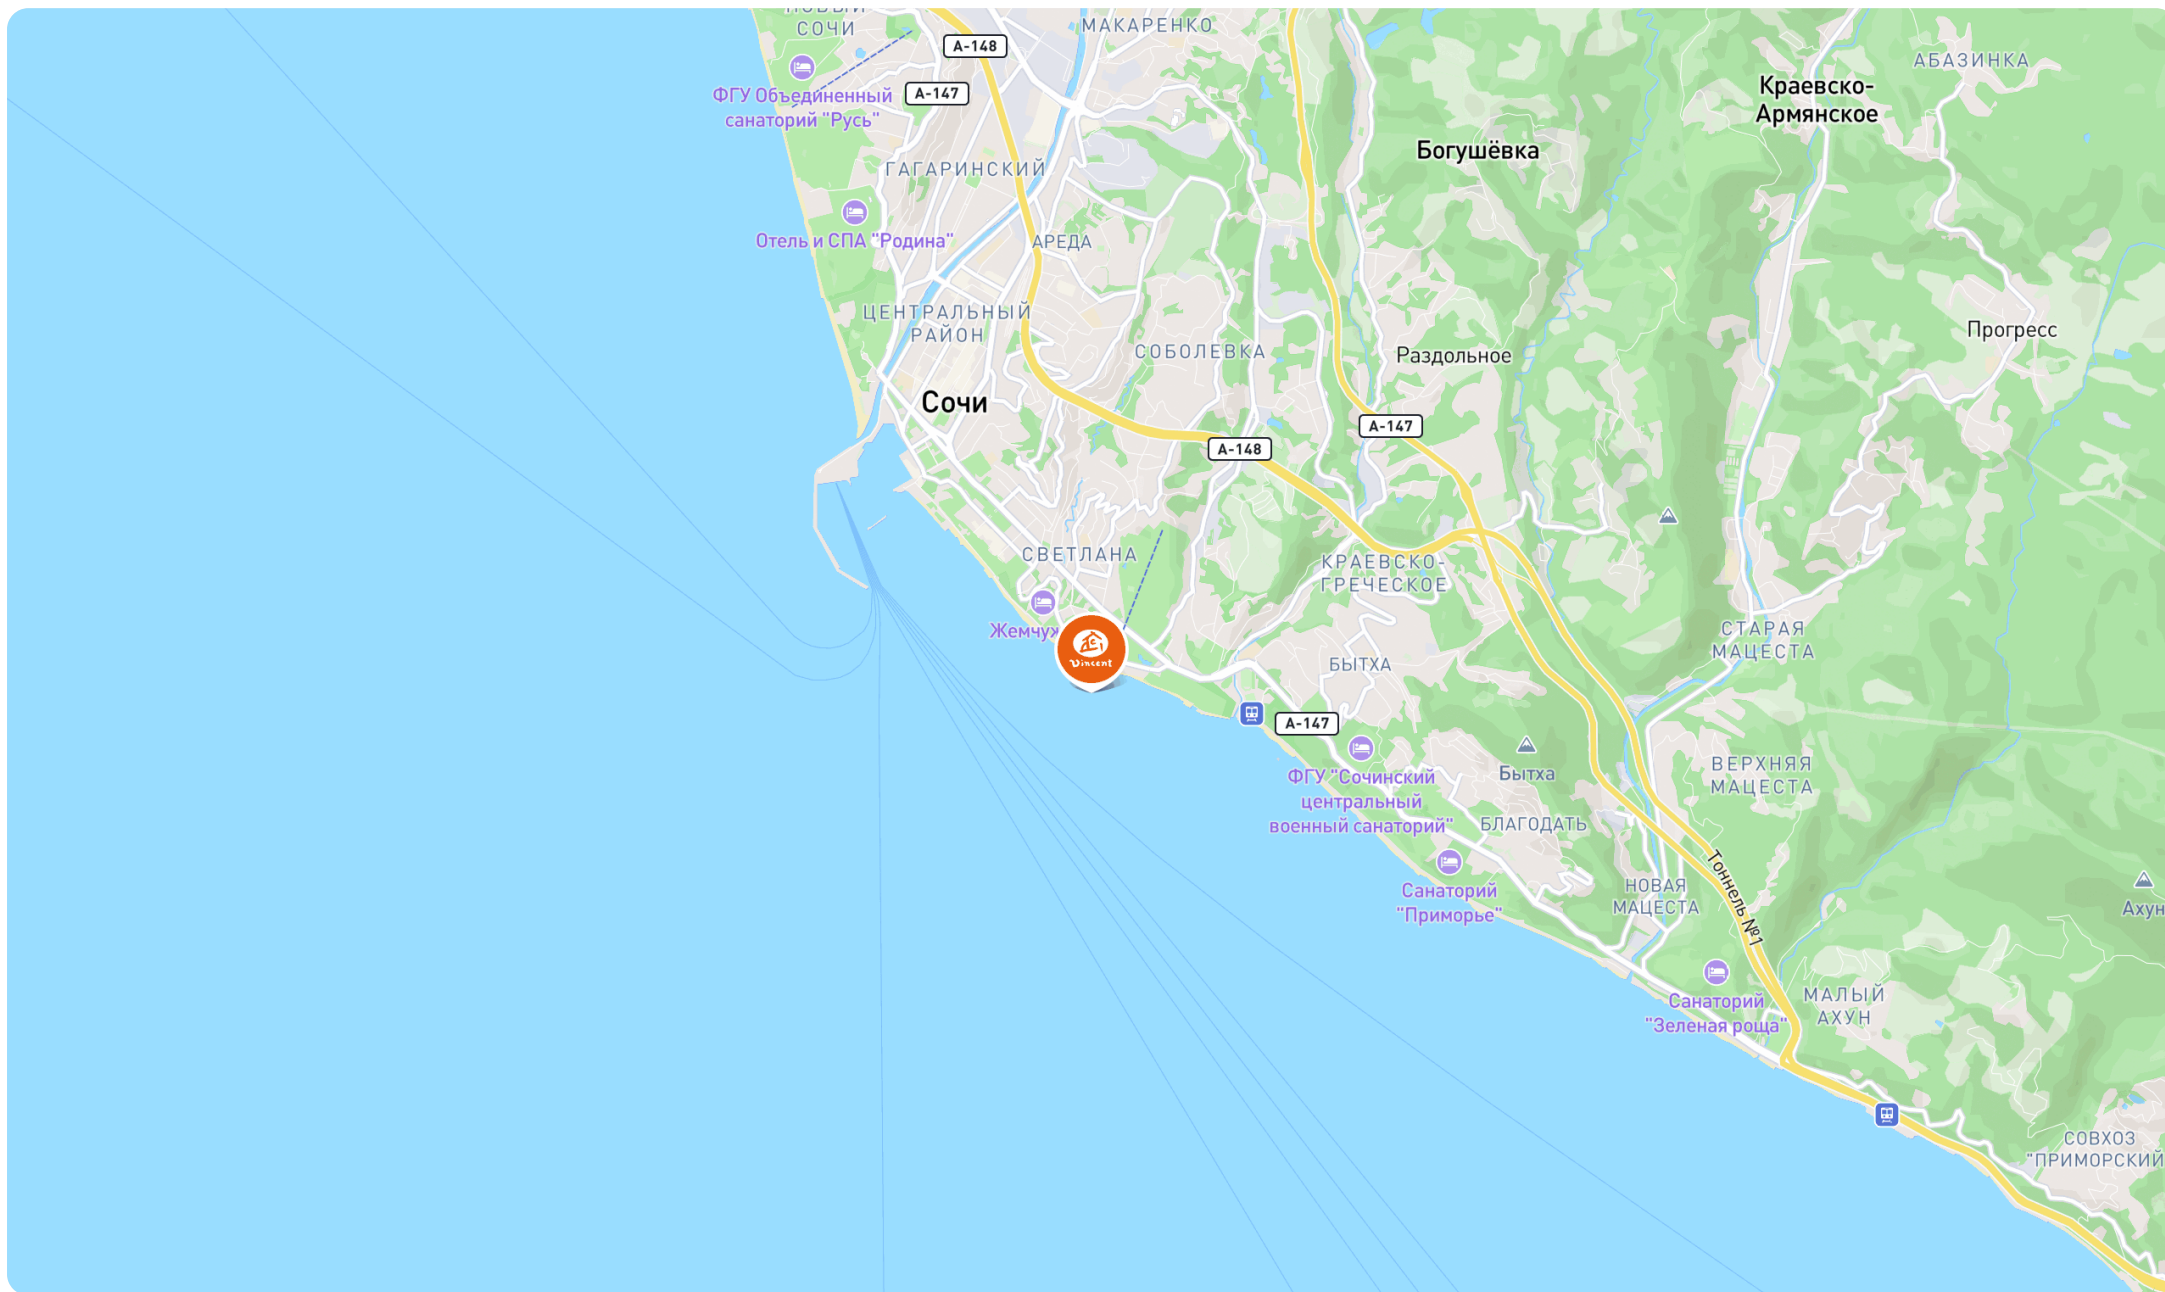 НОВЫЙ
СОЧИ
МАКАРЕНКО
А-148
АБАЗИНКА
ФГУ Объединенный
санаторий "Русь"
А-147
Краевско-
Армянское
Богушёвка
ГАГАРИНСКИЙ
Отель и СПА "Родина"
АРЕДА
ЦЕНТРАЛЬНЫЙ
РАЙОН
Прогресс
СОБОЛЕВКА
Раздольное
Сочи
А-147
А-148
СВЕТЛАНА
КРАЕВСКО-
ГРЕЧЕСКОЕ
Жемчуж
Vincent
СТАРАЯ
МАЦЕСТА
БЫТХА
А-147
ФГУ "Сочинский
центральный
военный санаторий"
Бытха
ВЕРХНЯЯ
МАЦЕСТА
БЛАГОДАТЬ
Тоннель №1
Санаторий
"Приморье"
НОВАЯ
МАЦЕСТА
Ахун
Санаторий
"Зеленая роща"
МАЛЫЙ
АХУН
СОВХОЗ
"ПРИМОРСКИЙ